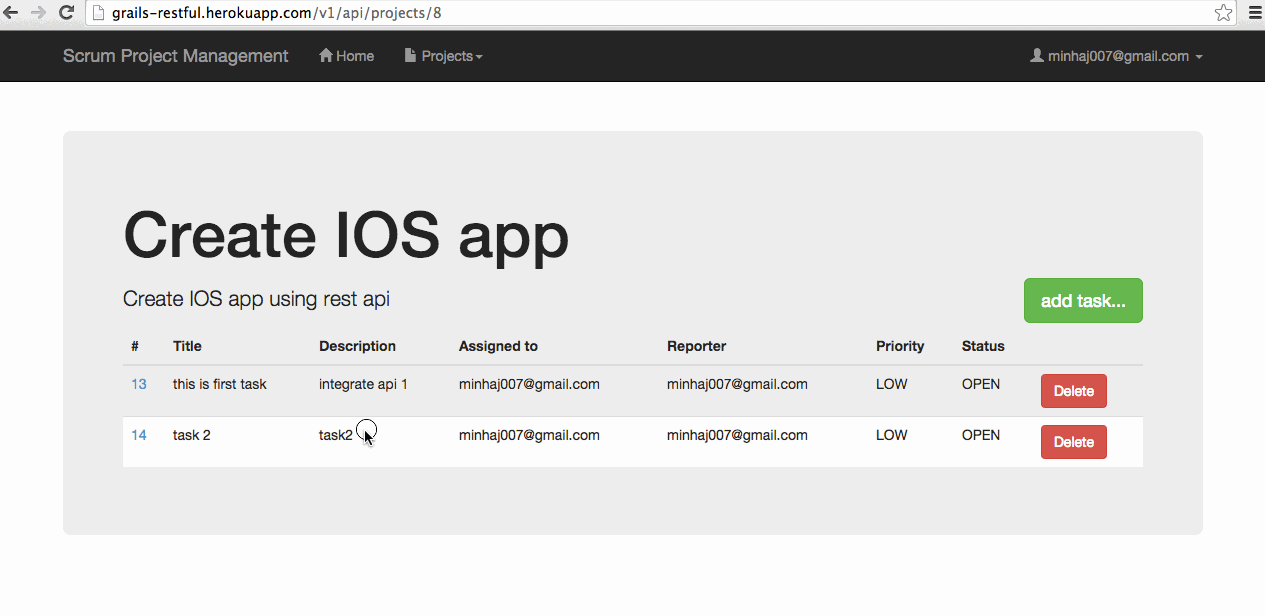 grails-restful.herokuapp.com/v1/api/projects/8
Scrum Project Management Home Projects minhaj007@gmail.com
Create IOS app
Create IOS app using rest api
add task...
# Title Description Assigned to Reporter Priority Status
13 this is first task integrate api 1 minhaj007@gmail.com minhaj007@gmail.com LOW OPEN Delete
14 task 2 task2 minhaj007@gmail.com minhaj007@gmail.com LOW OPEN Delete